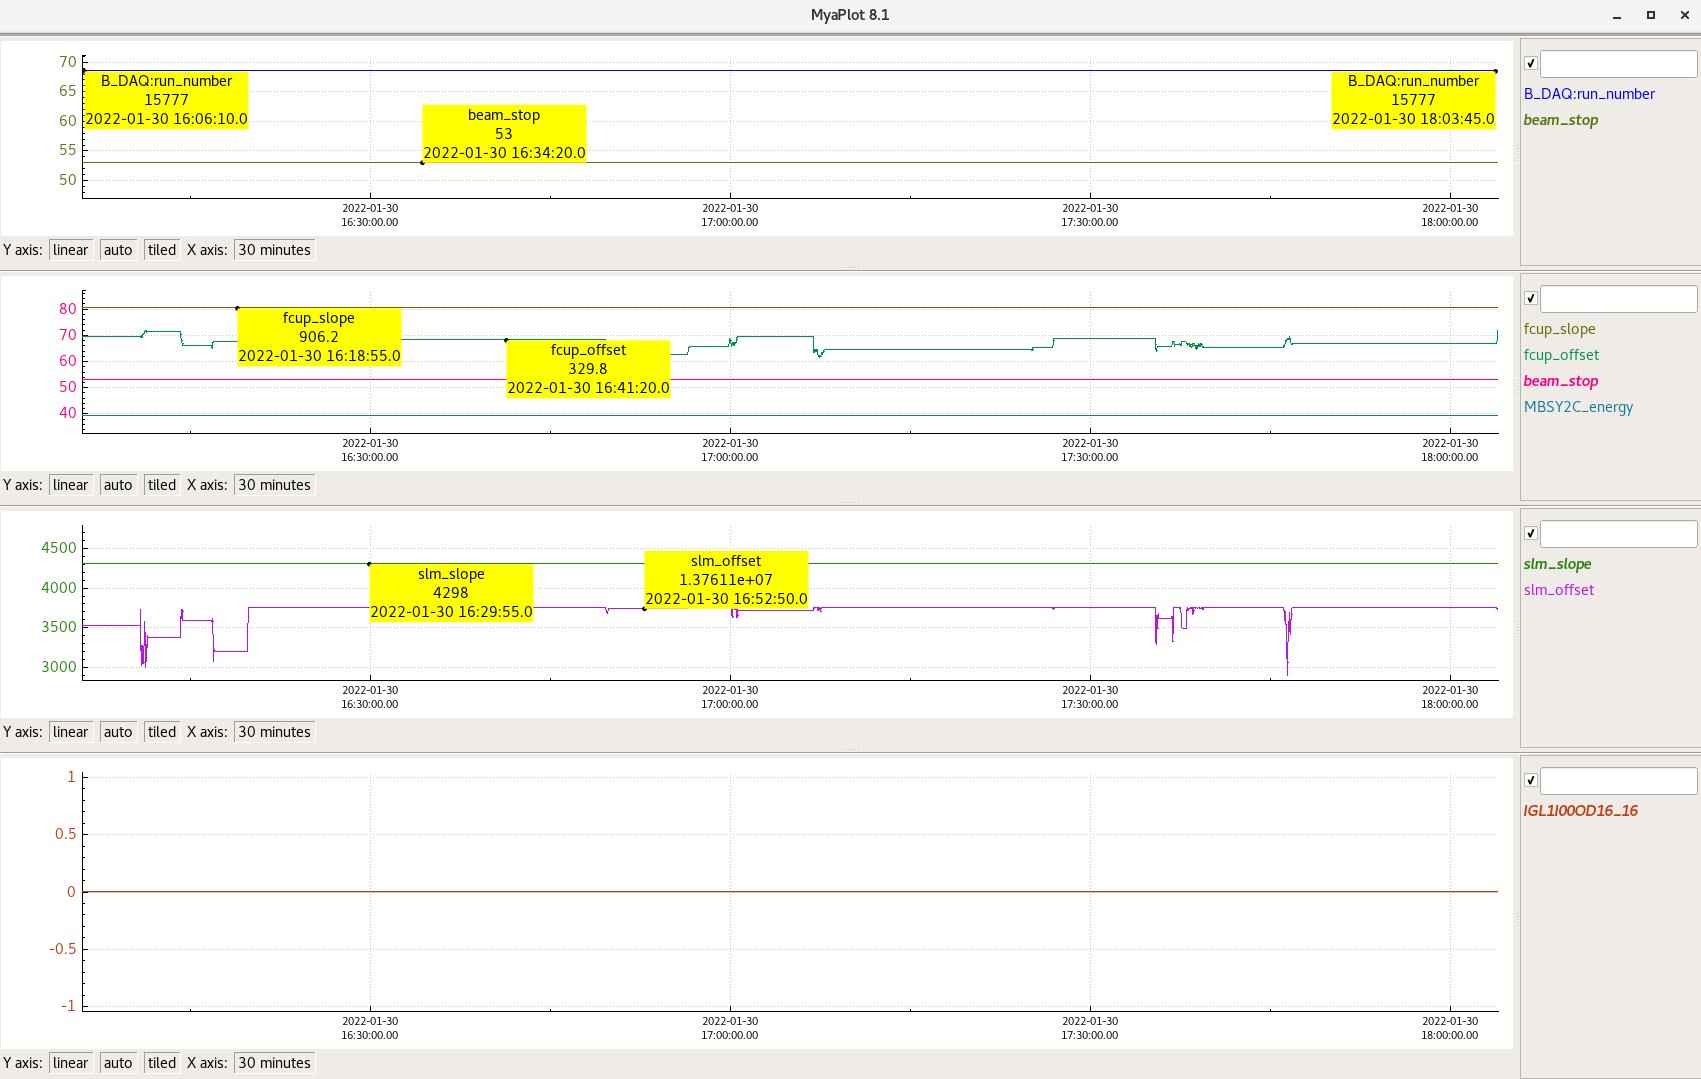 MyaPlot 8.1
70
65
60
55
50
B_DAQ:run_number
15777
2022-01-30 16:06:10.0
beam_stop
53
2022-01-30 16:34:20.0
B_DAQ:run_number
15777
2022-01-30 18:03:45.0
2022-01-30
16:30:00.00
2022-01-30
17:00:00.00
2022-01-30
17:30:00.00
2022-01-30
18:00:00.00
B_DAQ:run_number
beam_stop
Y axis: linear auto tiled X axis: 30 minutes
80
70
60
50
40
fcup_slope
906.2
2022-01-30 16:18:55.0
fcup_offset
329.8
2022-01-30 16:41:20.0
2022-01-30
16:30:00.00
2022-01-30
17:00:00.00
2022-01-30
17:30:00.00
2022-01-30
18:00:00.00
fcup_slope
fcup_offset
beam_stop
MBSY2C_energy
Y axis: linear auto tiled X axis: 30 minutes
4500
4000
3500
3000
slm_slope
4298
2022-01-30 16:29:55.0
slm_offset
1.37611e+07
2022-01-30 16:52:50.0
2022-01-30
16:30:00.00
2022-01-30
17:00:00.00
2022-01-30
17:30:00.00
2022-01-30
18:00:00.00
slm_slope
slm_offset
Y axis: linear auto tiled X axis: 30 minutes
1
0.5
0
-0.5
-1
2022-01-30
16:30:00.00
2022-01-30
17:00:00.00
2022-01-30
17:30:00.00
2022-01-30
18:00:00.00
IGL1I00OD16_16
Y axis: linear auto tiled X axis: 30 minutes